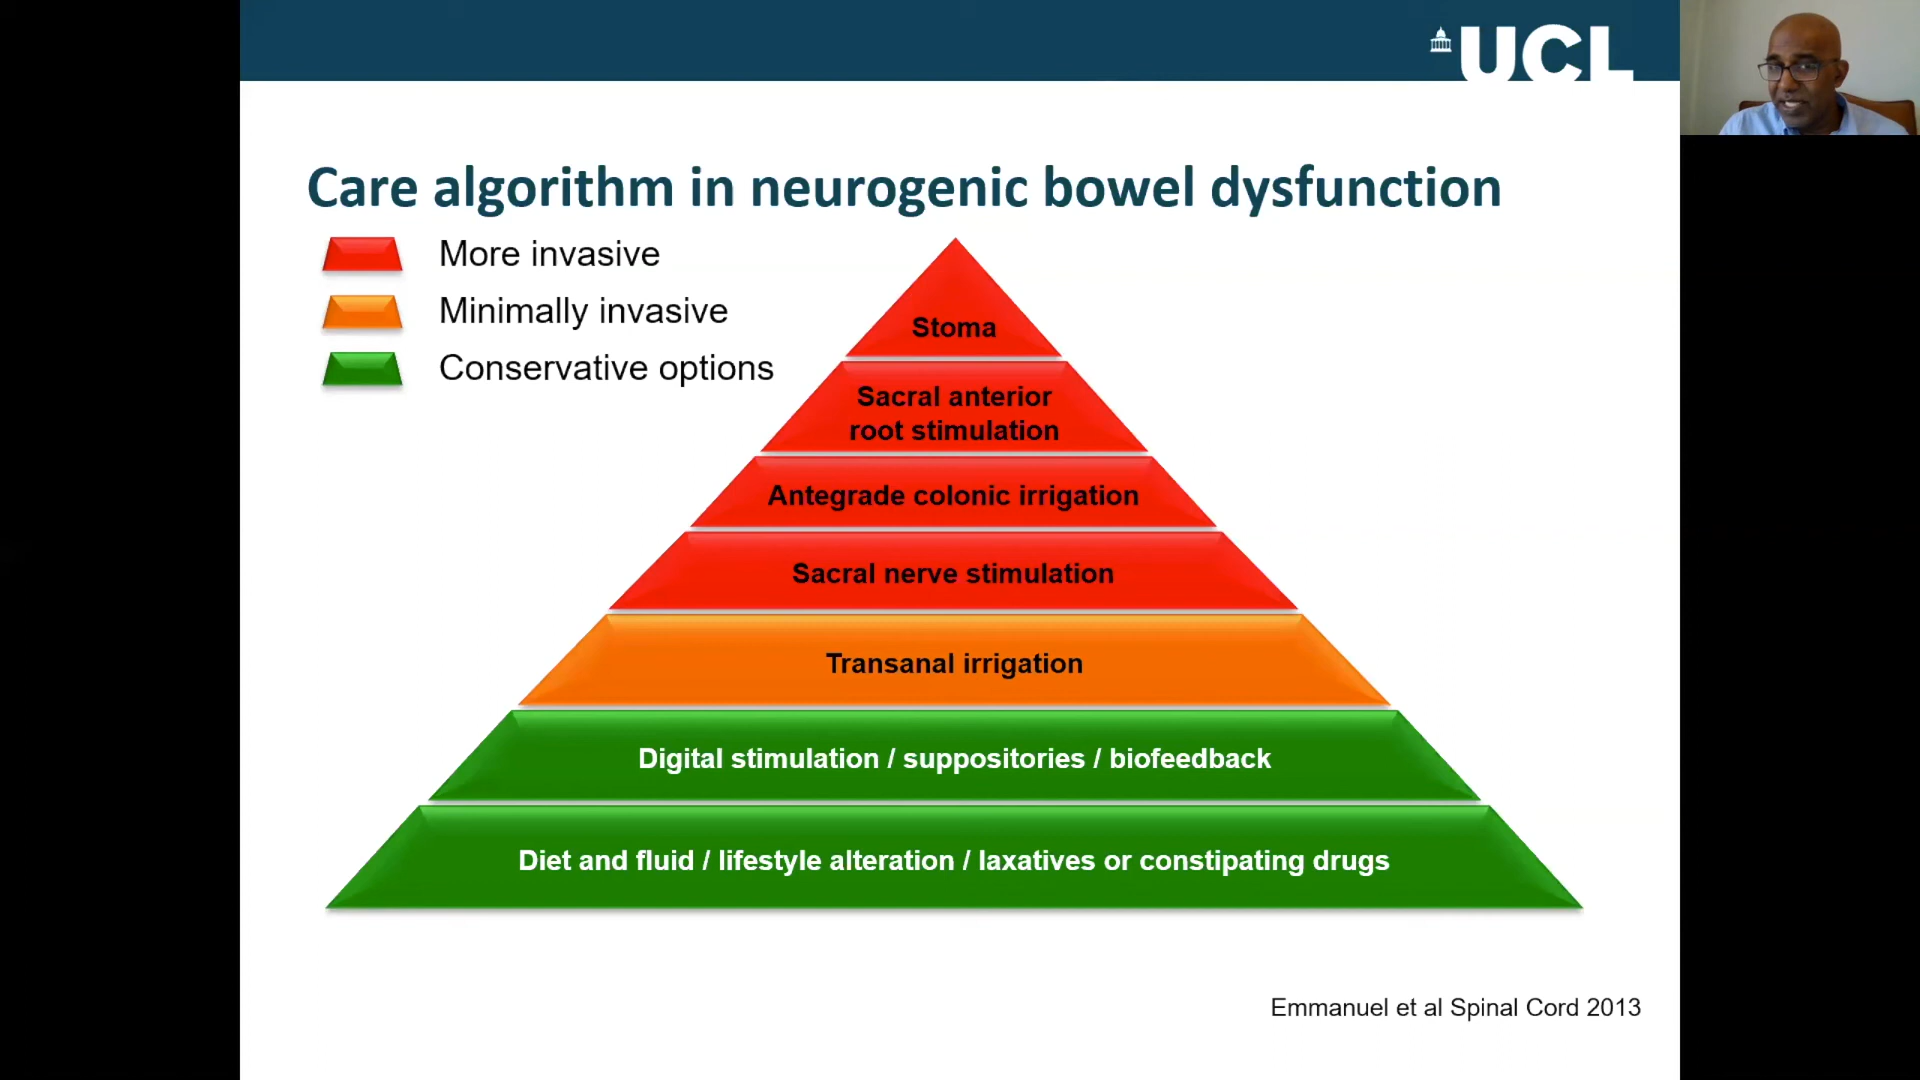 UCL
Care algorithm in neurogenic bowel dysfunction
More invasive
Minimally invasive
Conservative options
Stoma
Sacral anterior
root stimulation
Antegrade colonic irrigation
Sacral nerve stimulation
Transanal irrigation
Digital stimulation / suppositories / biofeedback
Diet and fluid / lifestyle alteration / laxatives or constipating drugs
Emmanuel et al Spinal Cord 2013